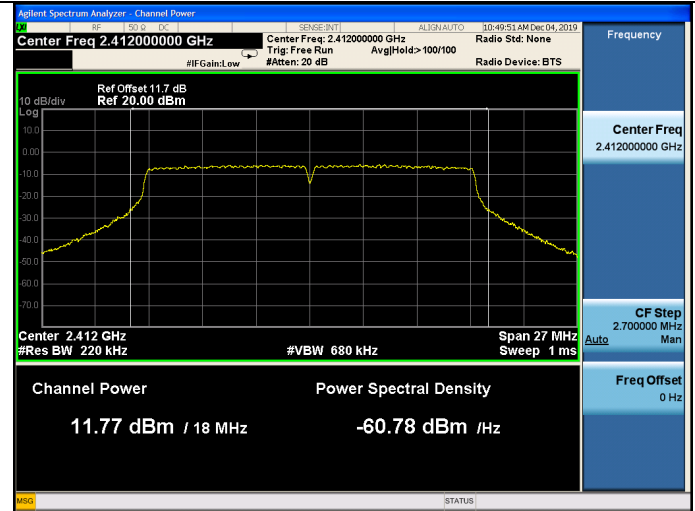 Agilent Spectrum Analyzer - Channel Power
RF 50 Ω DC SENSE:INT ALIGN AUTO 10:49:51 AM Dec 04, 2019
Center Freq 2.412000000 GHz
Center Freq: 2.412000000 GHz Radio Std: None
Trig: Free Run Avg|Hold:>100/100
#IFGain:Low #Atten: 20 dB Radio Device: BTS
Ref Offset 11.7 dB
10 dB/div Ref 20.00 dBm
Log
10.0
0.00
-10.0
-20.0
-30.0
-40.0
-50.0
-60.0
-70.0
Center 2.412 GHz Span 27 MHz
#Res BW 220 kHz #VBW 680 kHz Sweep 1 ms
Channel Power Power Spectral Density
11.77 dBm / 18 MHz -60.78 dBm /Hz
MSG STATUS
Frequency
Center Freq
2.412000000 GHz
CF Step
2.700000 MHz
Auto Man
Freq Offset
0 Hz